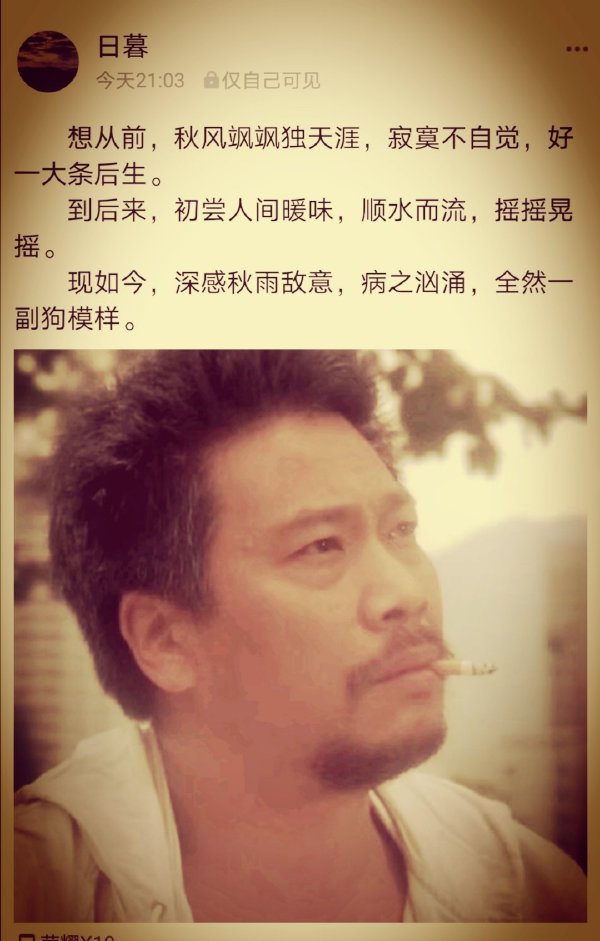 日暮
今天21:03 仅自己可见
想从前，秋风飒飒独天涯，寂寞不自觉，好
一大条后生。
到后来，初尝人间暖味，顺水而流，摇摇晃
摇。
现如今，深感秋雨敌意，病之汹涌，全然一
副狗模样。